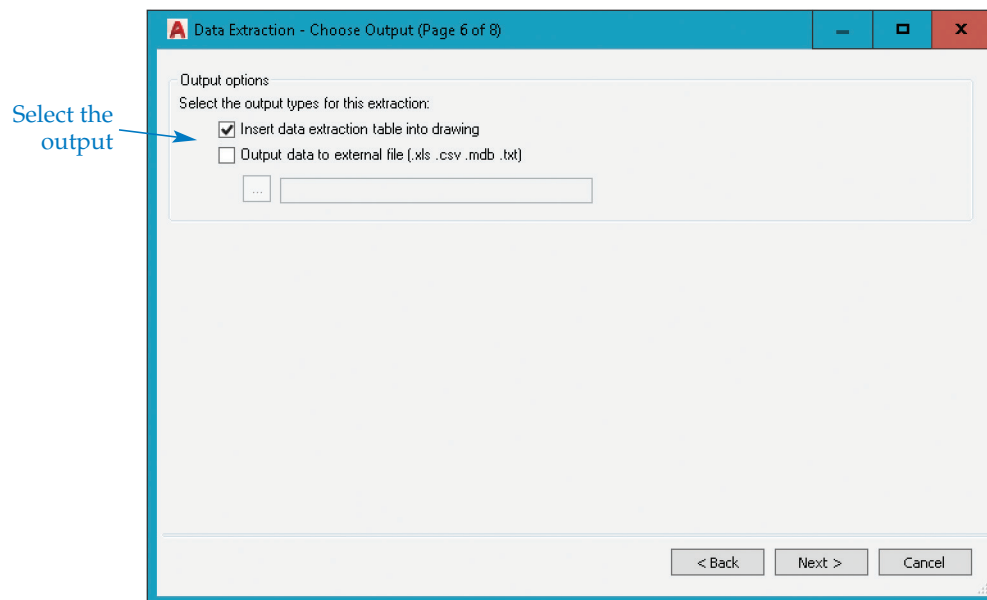 Data Extraction - Choose Output (Page 6 of 8)
Output options
Select the output types for this extraction:
Select the
output
Insert data extraction table into drawing
Output data to external file (.xls .csv .mdb .txt)
...
< Back
Next >
Cancel